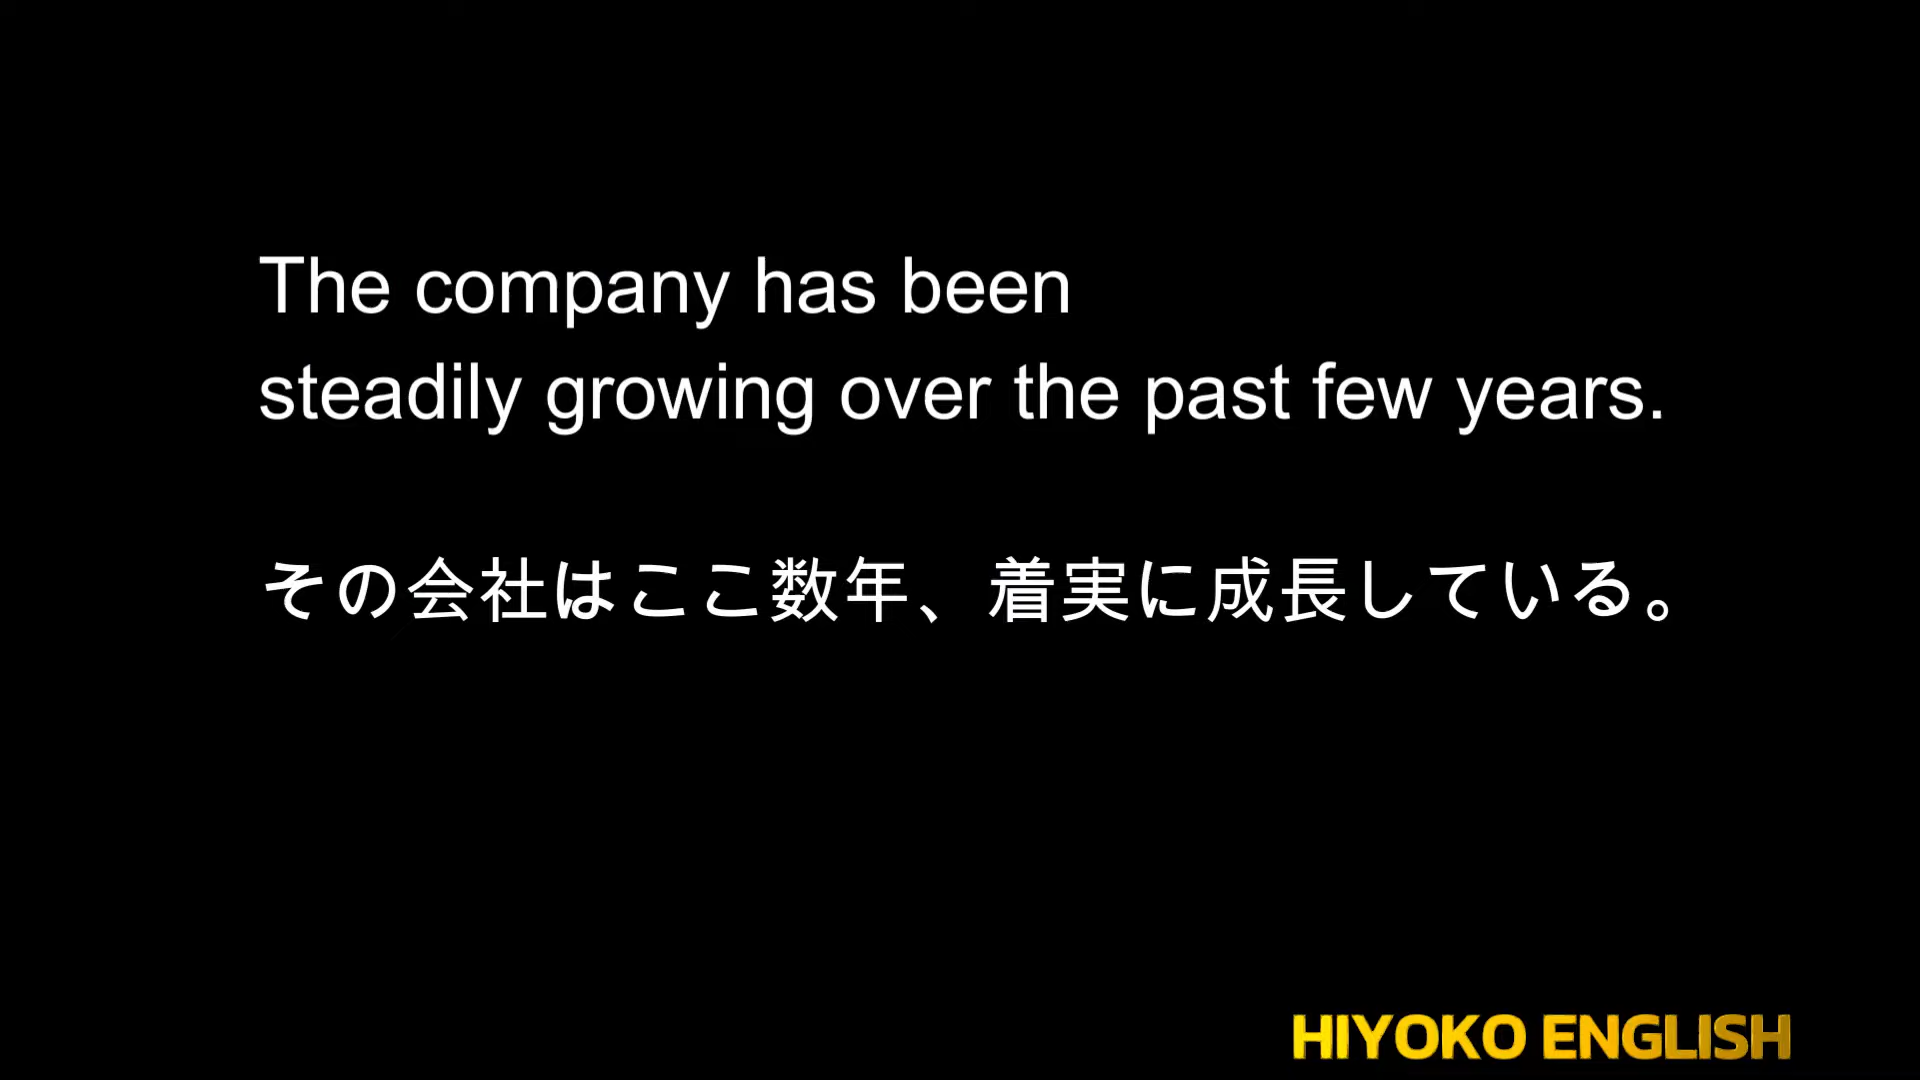 The company has been
steadily growing over the past few years.
その会社はここ数年、着実に成長している。
HIYOKO ENGLISH